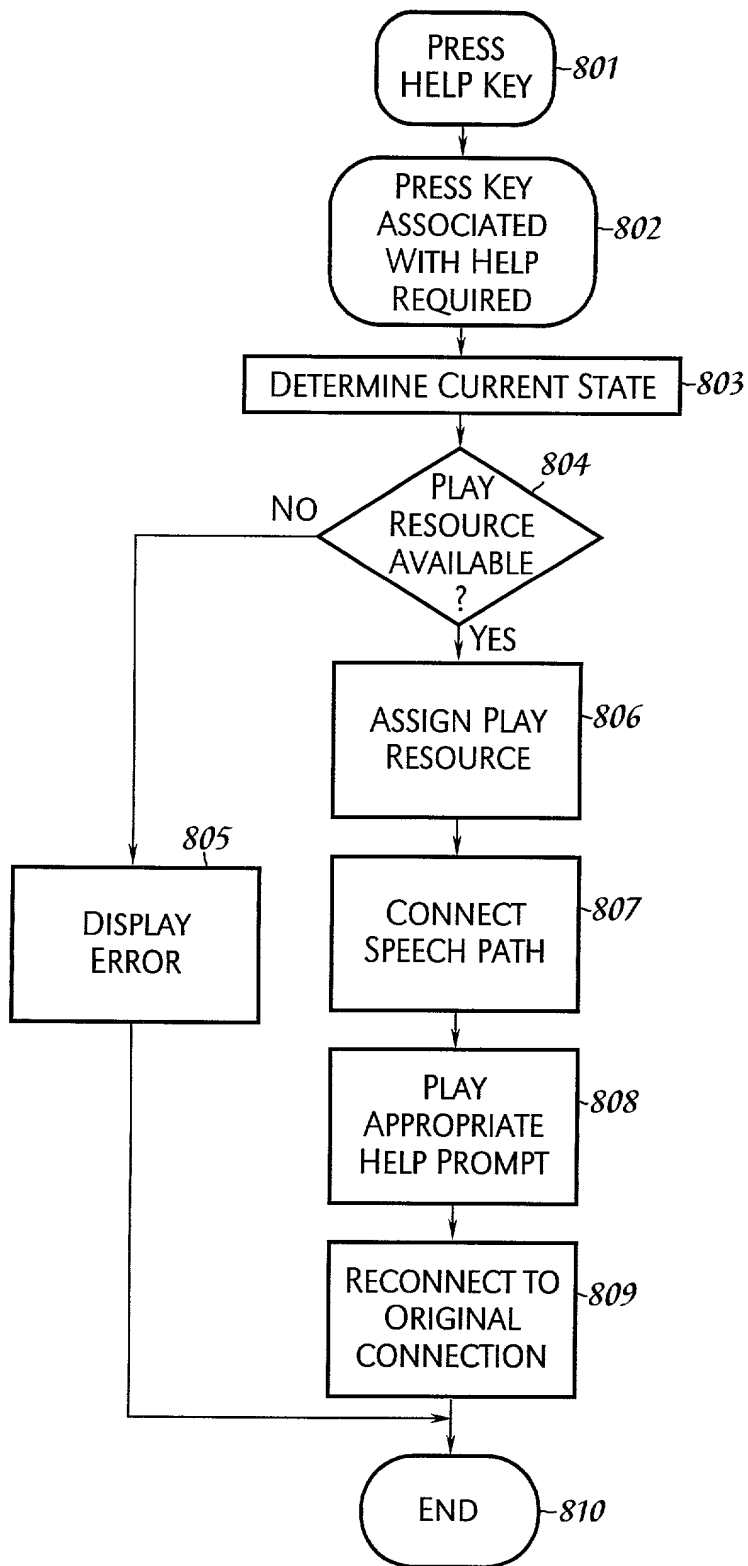 PRESS
HELP KEY
801
PRESS KEY
ASSOCIATED
WITH HELP
REQUIRED
802
DETERMINE CURRENT STATE
803
804
PLAY
RESOURCE
AVAILABLE
?
NO
YES
ASSIGN PLAY
RESOURCE
806
805
DISPLAY
ERROR
CONNECT
SPEECH PATH
807
PLAY
APPROPRIATE
HELP PROMPT
808
RECONNECT TO
ORIGINAL
CONNECTION
809
END
810